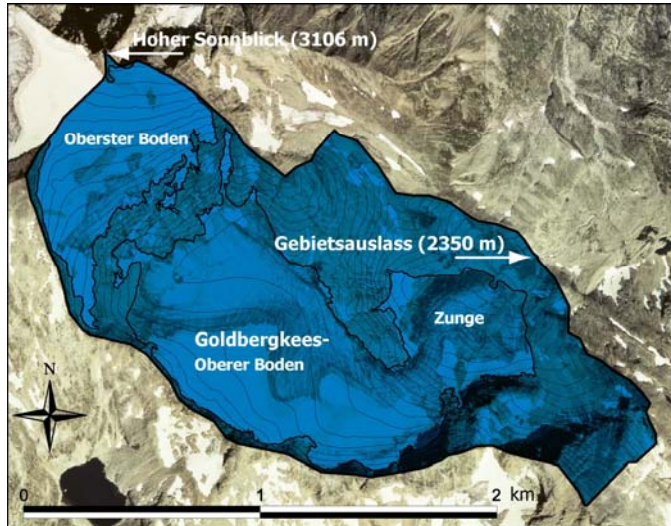 Hoher Sonnblick (3106 m)
Oberster Boden
Gebietsauslass (2350 m)
Zunge
Goldbergkees-
Oberer Boden
N
0 1 2 km